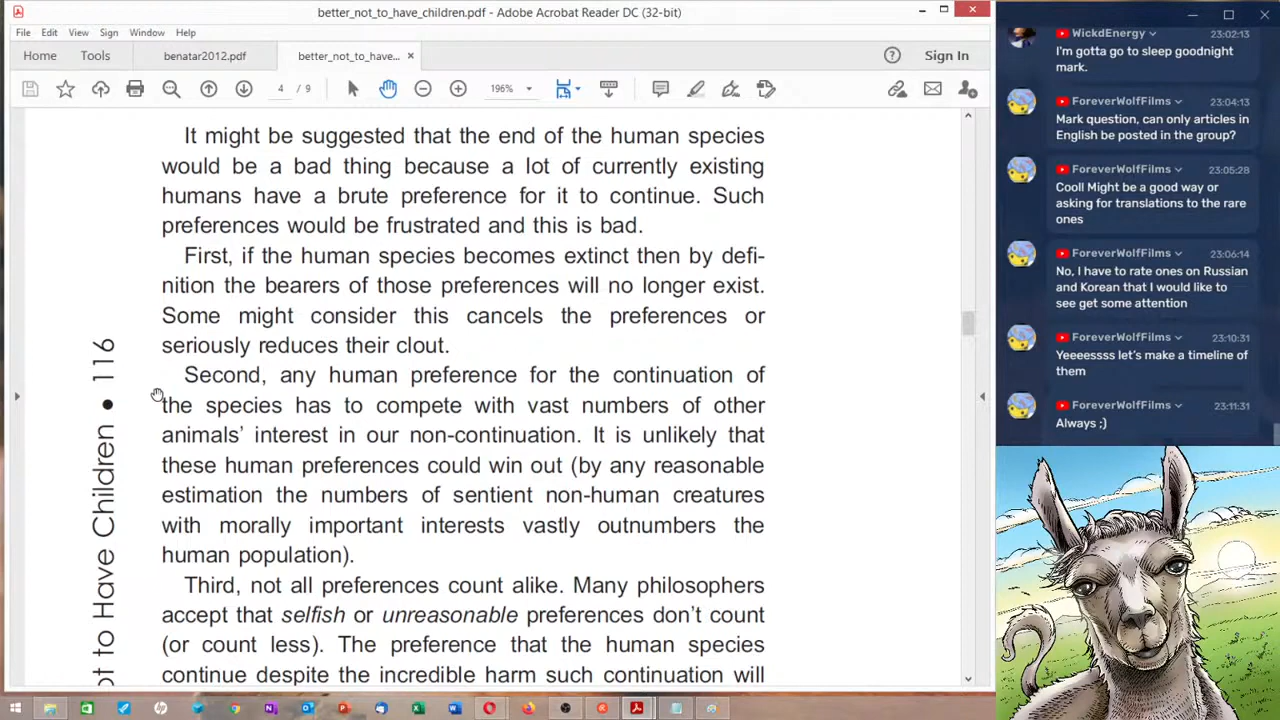 better_not_to_have_children.pdf - Adobe Acrobat Reader DC (32-bit)
File Edit View Sign Window Help
Home Tools benatar2012.pdf better_not_to_have... × Sign In
4 / 9 196%
It might be suggested that the end of the human species
would be a bad thing because a lot of currently existing
humans have a brute preference for it to continue. Such
preferences would be frustrated and this is bad.
First, if the human species becomes extinct then by defi-
nition the bearers of those preferences will no longer exist.
Some might consider this cancels the preferences or
seriously reduces their clout.
Second, any human preference for the continuation of
the species has to compete with vast numbers of other
animals' interest in our non-continuation. It is unlikely that
these human preferences could win out (by any reasonable
estimation the numbers of sentient non-human creatures
with morally important interests vastly outnumbers the
human population).
Third, not all preferences count alike. Many philosophers
accept that selfish or unreasonable preferences don't count
(or count less). The preference that the human species
continue despite the incredible harm such continuation will
ot to Have Children • 116
WickdEnergy 23:02:13
I'm gotta go to sleep goodnight
mark.
ForeverWolfFilms 23:04:13
Mark question, can only articles in
English be posted in the group?
ForeverWolfFilms 23:05:28
Cool! Might be a good way or
asking for translations to the rare
ones
ForeverWolfFilms 23:06:14
No, I have to rate ones on Russian
and Korean that I would like to
see get some attention
ForeverWolfFilms 23:10:31
Yeeeessss let's make a timeline of
them
ForeverWolfFilms 23:11:31
Always ;)